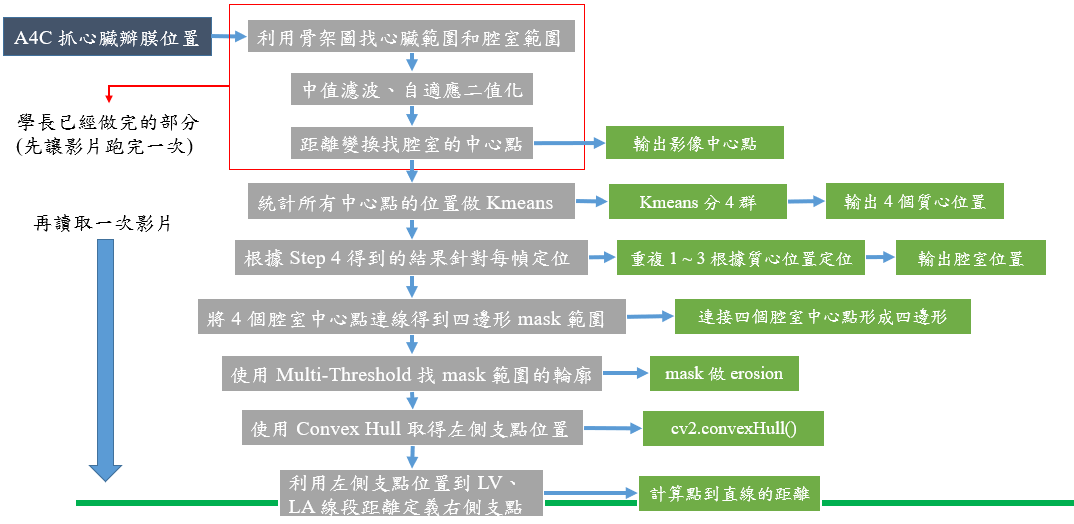 A4C 抓心臟瓣膜位置
利用骨架圖找心臟範圍和腔室範圍
中值濾波、自適應二值化
學長已經做完的部分
(先讓影片跑完一次)
距離變換找腔室的中心點
輸出影像中心點
統計所有中心點的位置做 Kmeans
Kmeans 分 4 群
輸出 4 個質心位置
再讀取一次影片
根據 Step 4 得到的結果針對每幀定位
重複 1 ~ 3 根據質心位置定位
輸出腔室位置
將 4 個腔室中心點連線得到四邊形 mask 範圍
連接四個腔室中心點形成四邊形
使用 Multi-Threshold 找 mask 範圍的輪廓
mask 做 erosion
使用 Convex Hull 取得左側支點位置
cv2.convexHull()
利用左側支點位置到 LV、
LA 線段距離定義右側支點
計算點到直線的距離